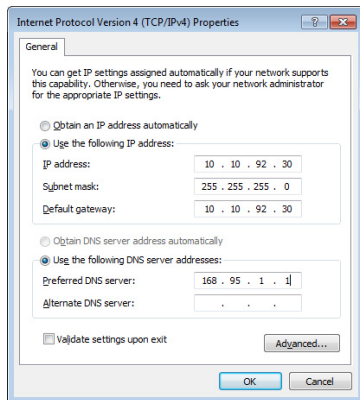 Internet Protocol Version 4 (TCP/IPv4) Properties
General
You can get IP settings assigned automatically if your network supports
this capability. Otherwise, you need to ask your network administrator
for the appropriate IP settings.
Obtain an IP address automatically
Use the following IP address:
IP address: 10 . 10 . 92 . 30
Subnet mask: 255 . 255 . 255 . 0
Default gateway: 10 . 10 . 92 . 30
Obtain DNS server address automatically
Use the following DNS server addresses:
Preferred DNS server: 168 . 95 . 1 . 1
Alternate DNS server: . . .
Validate settings upon exit
Advanced...
OK Cancel